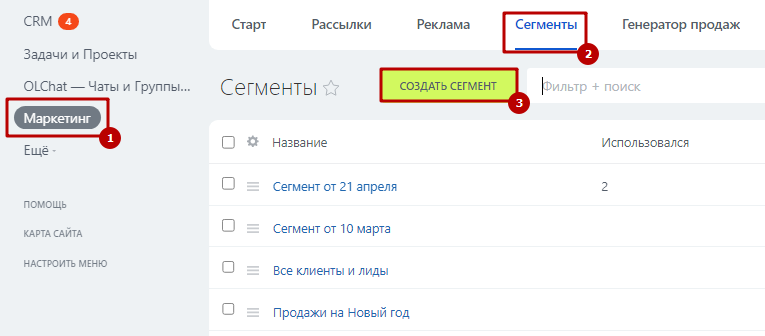 CRM 4
Задачи и Проекты
OLChat — Чаты и Группы...
Маркетинг
1
Ещё ·
ПОМОЩЬ
КАРТА САЙТА
НАСТРОИТЬ МЕНЮ
Старт Рассылки Реклама Сегменты Генератор продаж
2
Сегменты СОЗДАТЬ СЕГМЕНТ Фильтр + поиск
3
Название Использовался
Сегмент от 21 апреля 2
Сегмент от 10 марта
Все клиенты и лиды
Продажи на Новый год